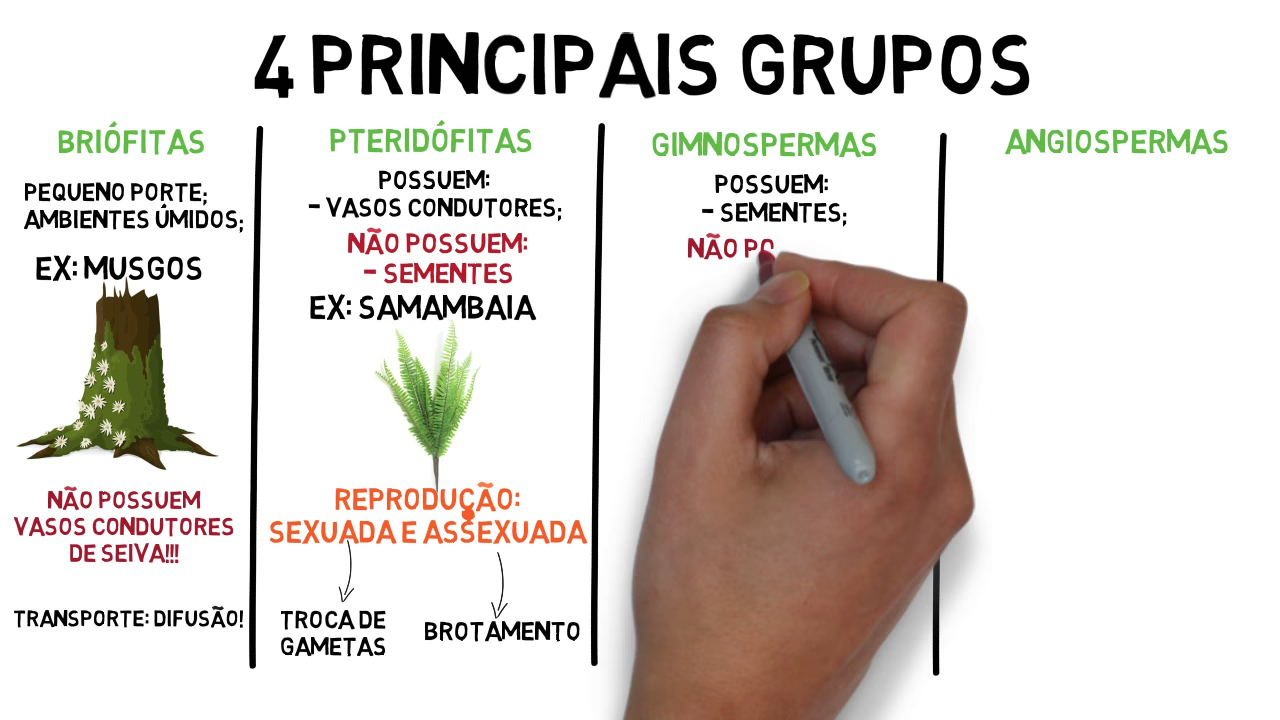 4 PRINCIPAIS GRUPOS
BRIÓFITAS
PEQUENO PORTE;
AMBIENTES ÚMIDOS;
EX: MUSGOS
NÃO POSSUEM
VASOS CONDUTORES
DE SEIVA!!!
TRANSPORTE: DIFUSÃO!
PTERIDÓFITAS
POSSUEM:
- VASOS CONDUTORES;
NÃO POSSUEM:
- SEMENTES
EX: SAMAMBAIA
REPRODUÇÃO:
SEXUADA E ASSEXUADA
TROCA DE
GAMETAS
BROTAMENTO
GIMNOSPERMAS
POSSUEM:
- SEMENTES;
NÃO PO
ANGIOSPERMAS